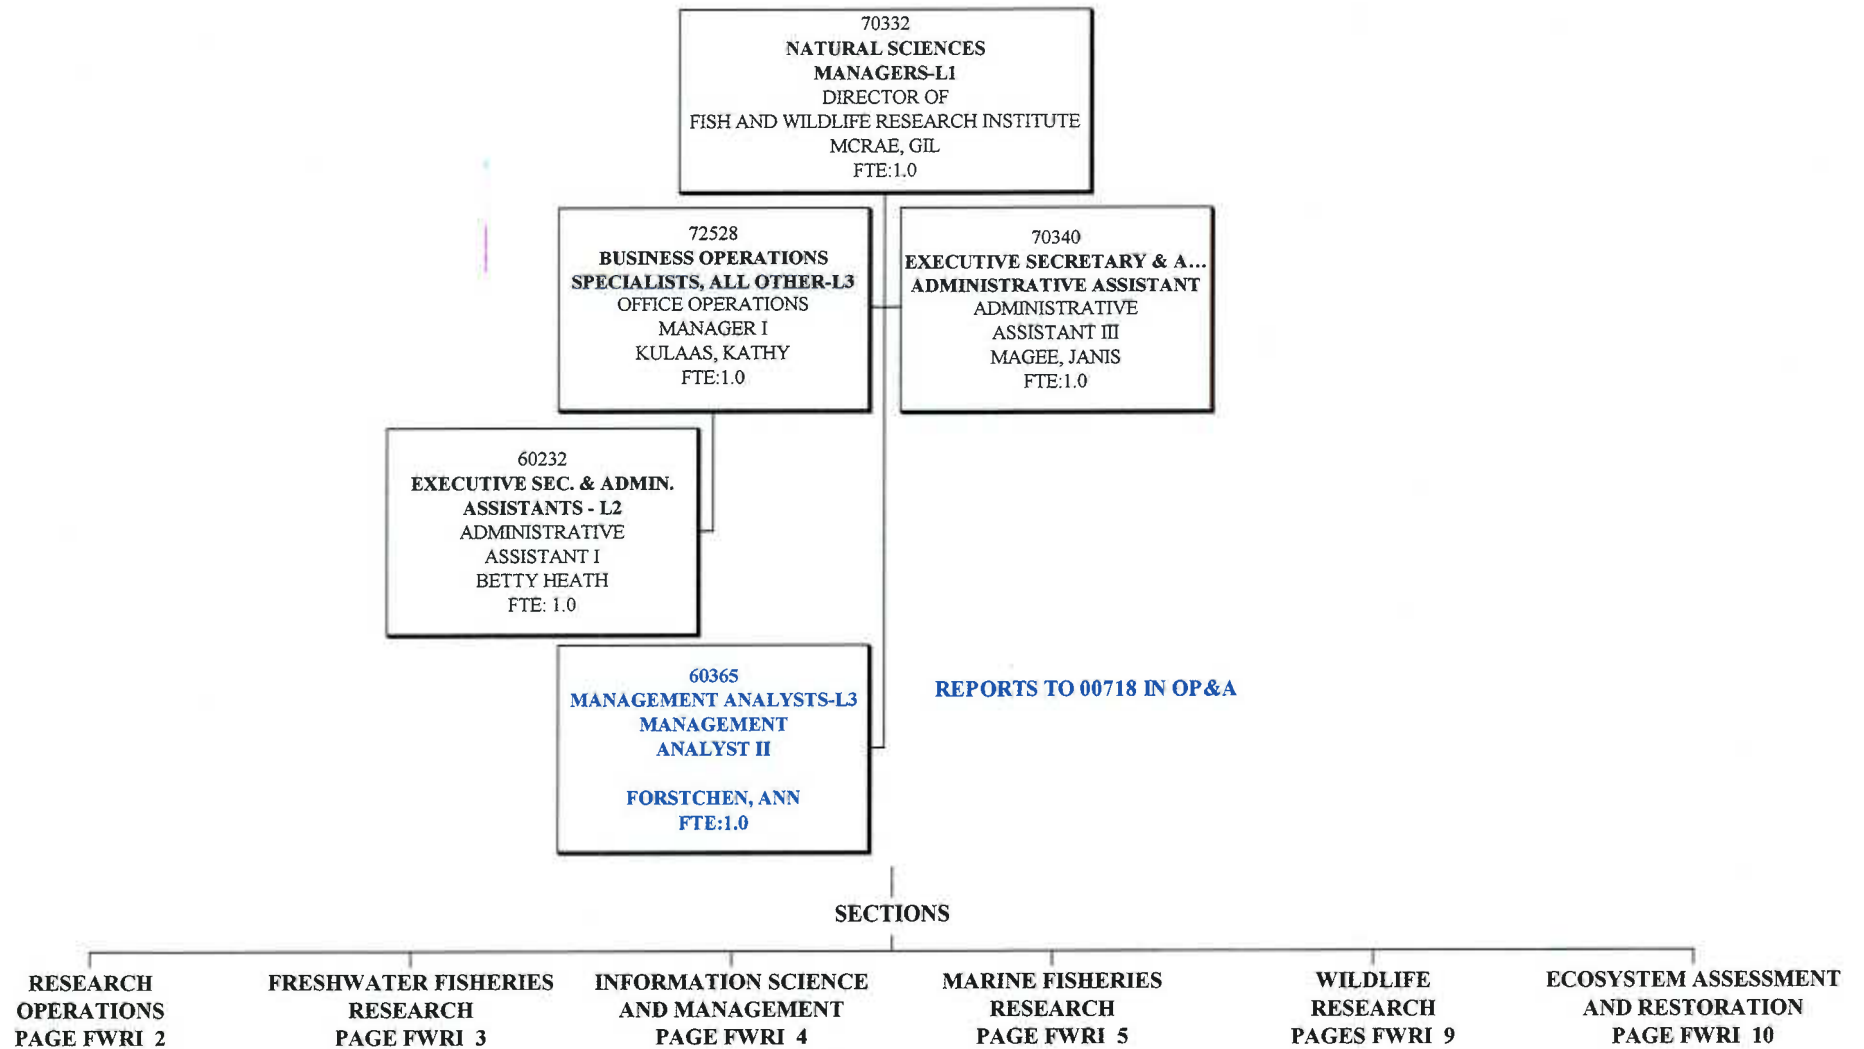 70332
NATURAL SCIENCES
MANAGERS-L1
DIRECTOR OF
FISH AND WILDLIFE RESEARCH INSTITUTE
MCRAE, GIL
FTE:1.0
72528
BUSINESS OPERATIONS
SPECIALISTS, ALL OTHER-L3
OFFICE OPERATIONS
MANAGER I
KULAAS, KATHY
FTE:1.0
70340
EXECUTIVE SECRETARY & A...
ADMINISTRATIVE ASSISTANT
ADMINISTRATIVE
ASSISTANT III
MAGEE, JANIS
FTE:1.0
60232
EXECUTIVE SEC. & ADMIN.
ASSISTANTS - L2
ADMINISTRATIVE
ASSISTANT I
BETTY HEATH
FTE: 1.0
60365
MANAGEMENT ANALYSTS-L3
MANAGEMENT
ANALYST II
FORSTCHEN, ANN
FTE:1.0
REPORTS TO 00718 IN OP&A
SECTIONS
RESEARCH
OPERATIONS
PAGE FWRI 2
FRESHWATER FISHERIES
RESEARCH
PAGE FWRI 3
INFORMATION SCIENCE
AND MANAGEMENT
PAGE FWRI 4
MARINE FISHERIES
RESEARCH
PAGE FWRI 5
WILDLIFE
RESEARCH
PAGES FWRI 9
ECOSYSTEM ASSESSMENT
AND RESTORATION
PAGE FWRI 10